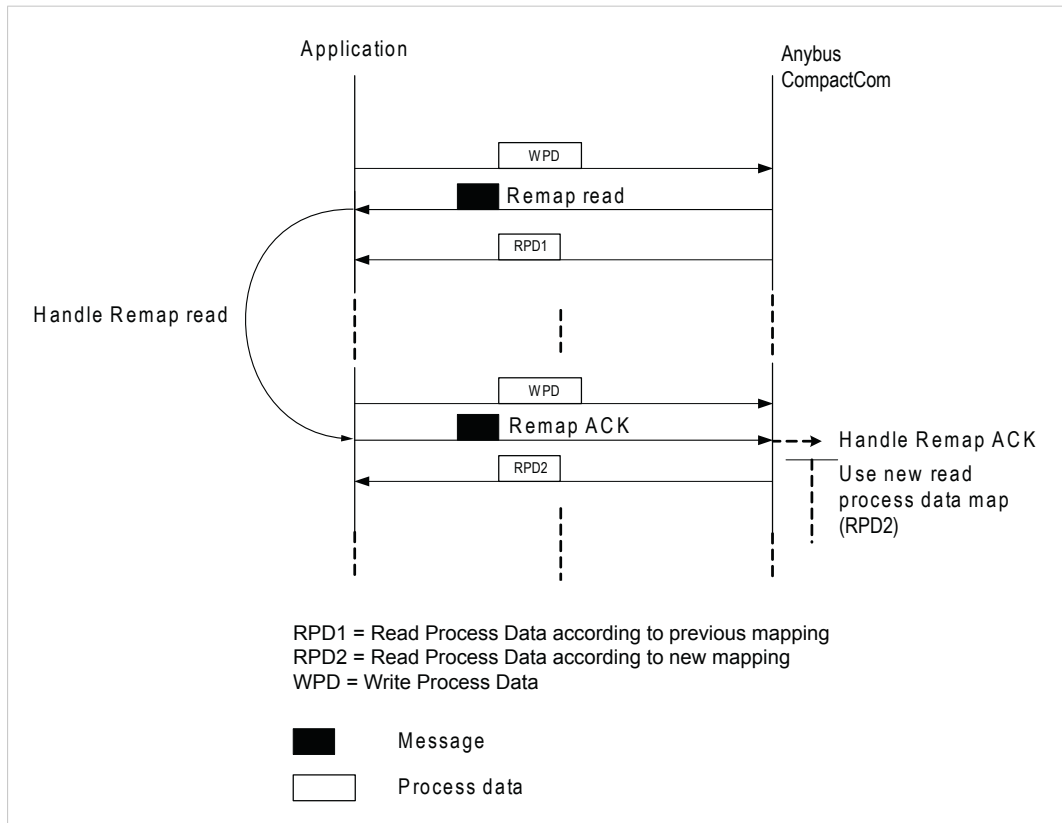 Application
Anybus
CompactCom
WPD
Remap read
RPD1
Handle Remap read
WPD
Remap ACK
Handle Remap ACK
RPD2
Use new read
process data map
(RPD2)
RPD1 = Read Process Data according to previous mapping
RPD2 = Read Process Data according to new mapping
WPD = Write Process Data
Message
Process data